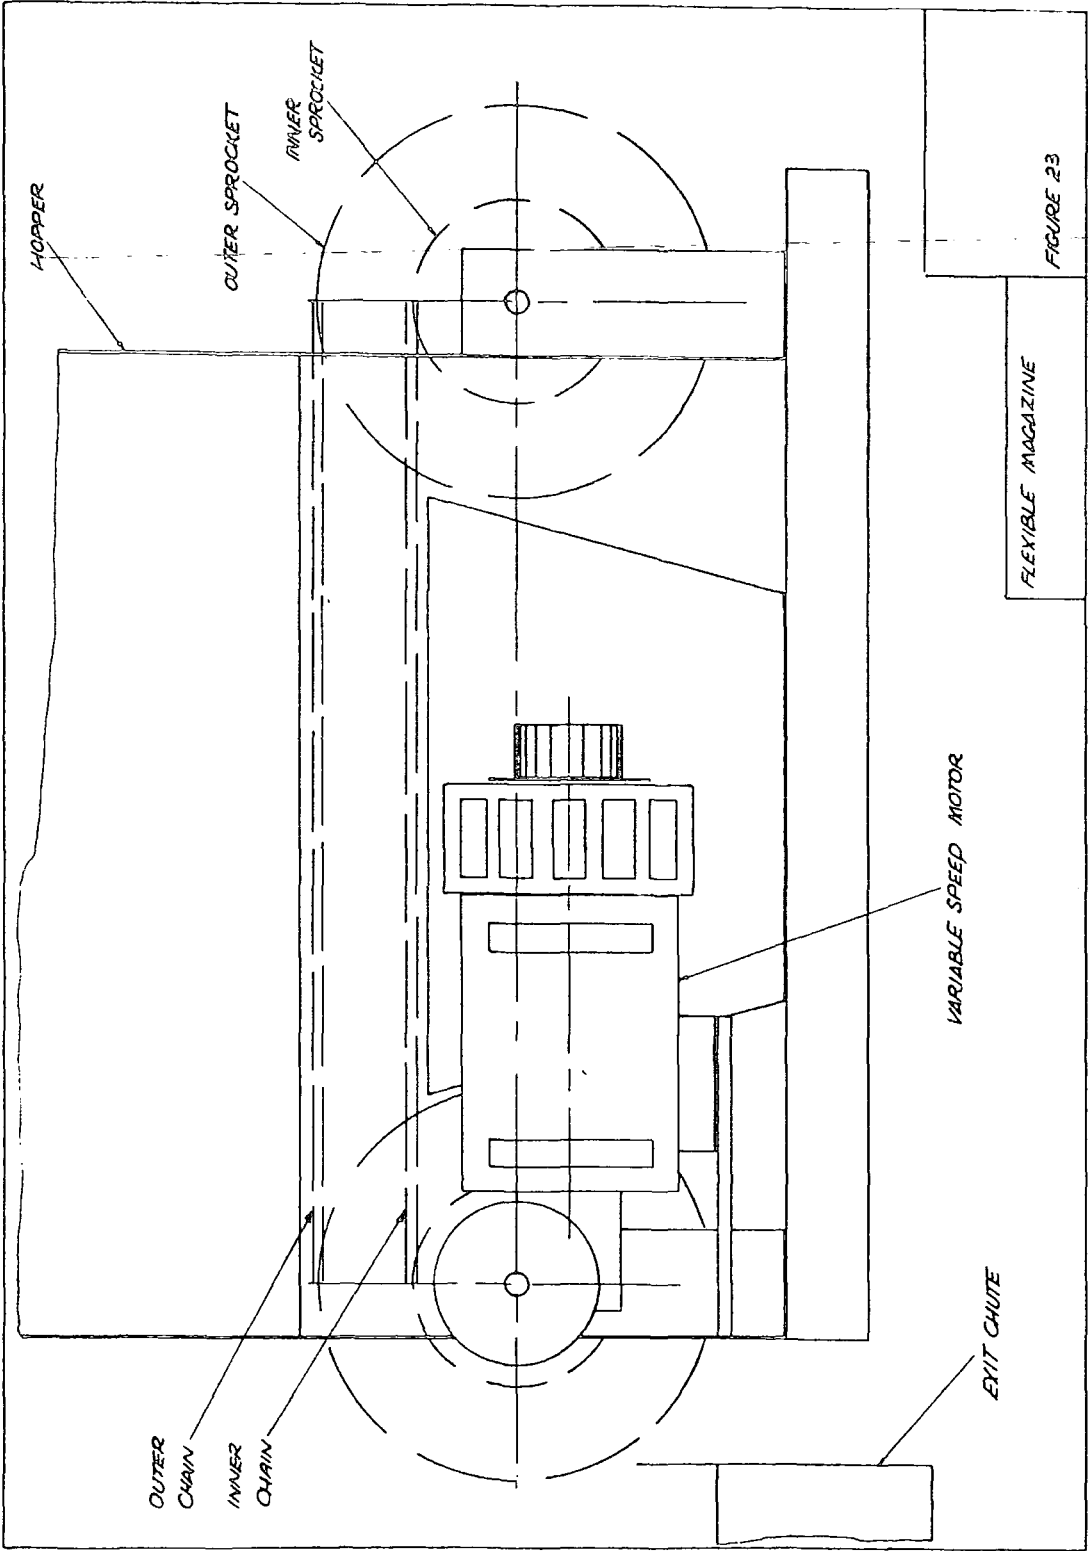 HOPPER
OUTER SPROCKET
INNER
SPROCKET
OUTER
CHAIN
INNER
CHAIN
VARIABLE SPEED MOTOR
EXIT CHUTE
FLEXIBLE MAGAZINE
FIGURE 23